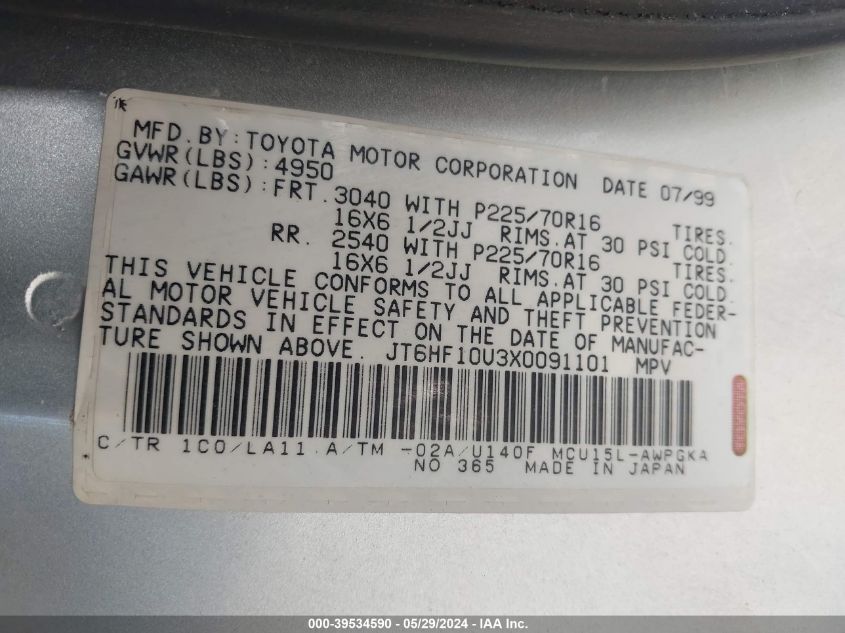 MFD.BY:TOYOTA MOTOR CORPORATION DATE 07/99
GVWR(LBS):4950
GAWR(LBS):FRT.3040 WITH P225/70R16 TIRES.
16X6 1/2JJ RIMS.AT 30 PSI COLD.
RR. 2540 WITH P225/70R16 TIRES.
16X6 1/2JJ RIMS.AT 30 PSI COLD.
THIS VEHICLE CONFORMS TO ALL APPLICABLE FEDER-
AL MOTOR VEHICLE SAFETY AND THEFT PREVENTION
STANDARDS IN EFFECT ON THE DATE OF MANUFAC-
TURE SHOWN ABOVE. JT6HF10U3X0091101 MPV
C/TR 1C0/LA11 A/TM -02A/U140F MCU15L-AWPGKA
NO 365 MADE IN JAPAN
000-39534590 - 05/29/2024 - IAA Inc.